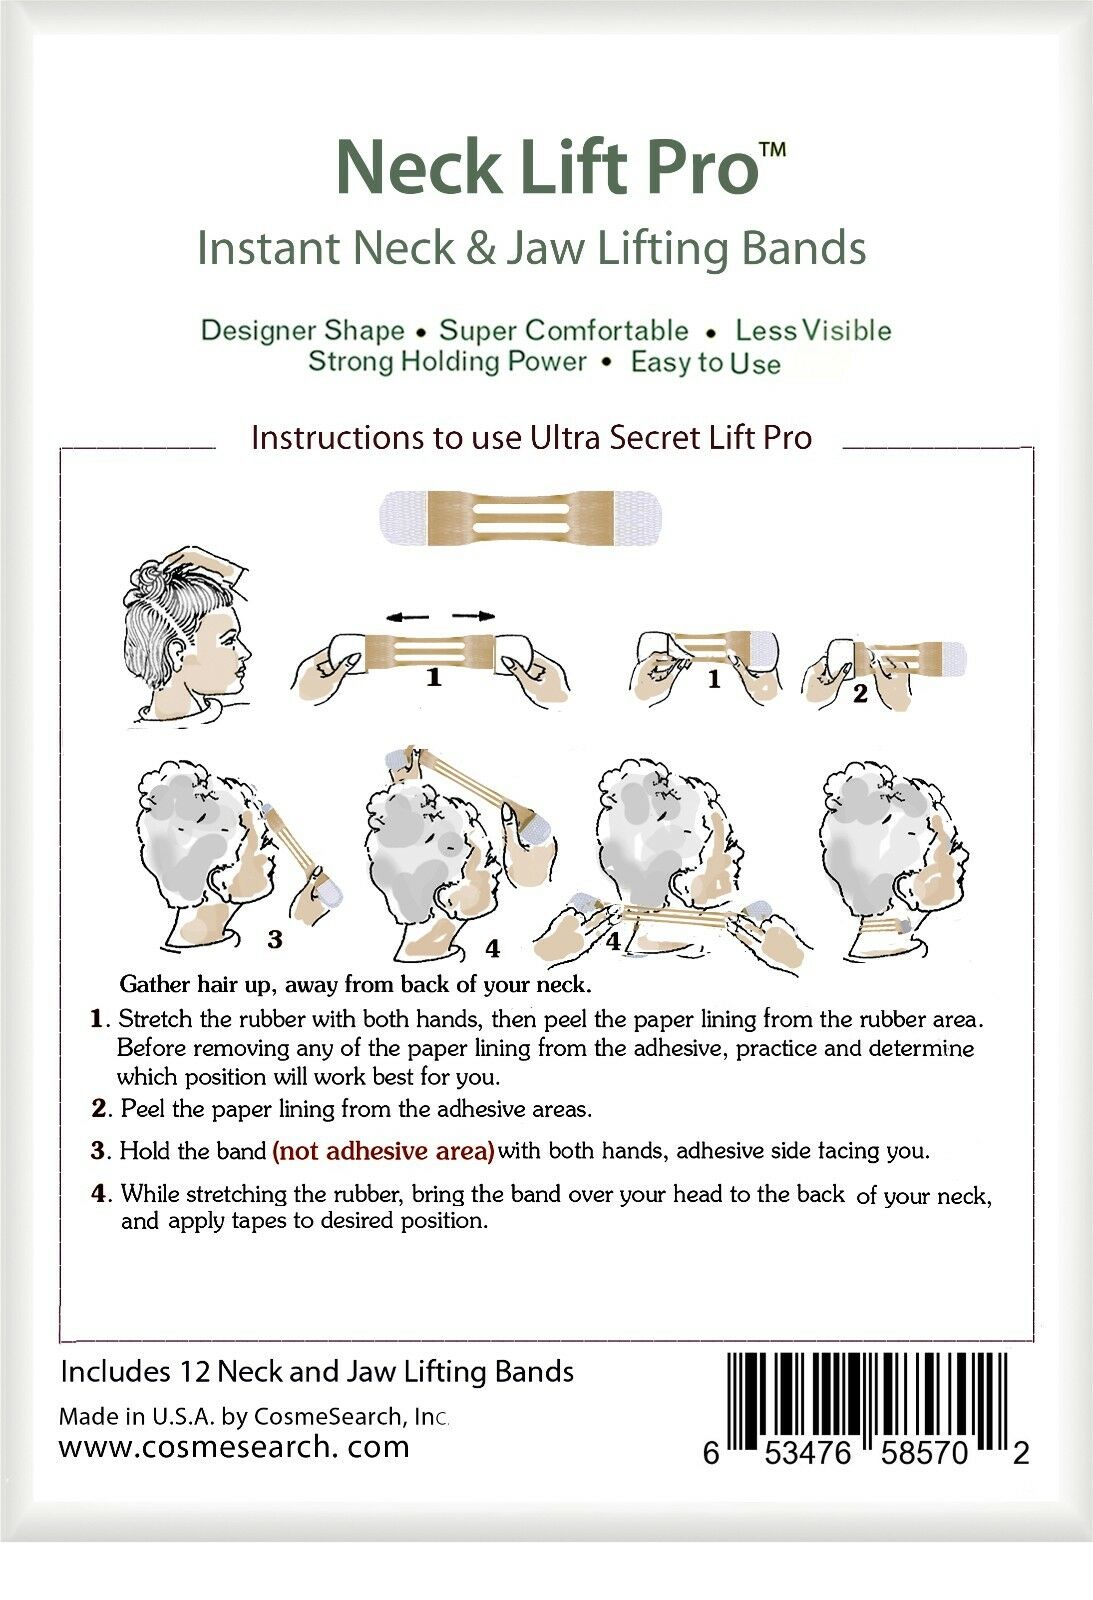 Neck Lift Pro™
Instant Neck & Jaw Lifting Bands
Designer Shape • Super Comfortable • Less Visible
Strong Holding Power • Easy to Use
Instructions to use Ultra Secret Lift Pro
1
1
2
3
4
4
Gather hair up, away from back of your neck.
1. Stretch the rubber with both hands, then peel the paper lining from the rubber area.
Before removing any of the paper lining from the adhesive, practice and determine
which position will work best for you.
2. Peel the paper lining from the adhesive areas.
3. Hold the band (not adhesive area) with both hands, adhesive side facing you.
4. While stretching the rubber, bring the band over your head to the back of your neck,
and apply tapes to desired position.
Includes 12 Neck and Jaw Lifting Bands
Made in U.S.A. by CosmeSearch, Inc.
www.cosmesearch. com
6 53476 58570 2